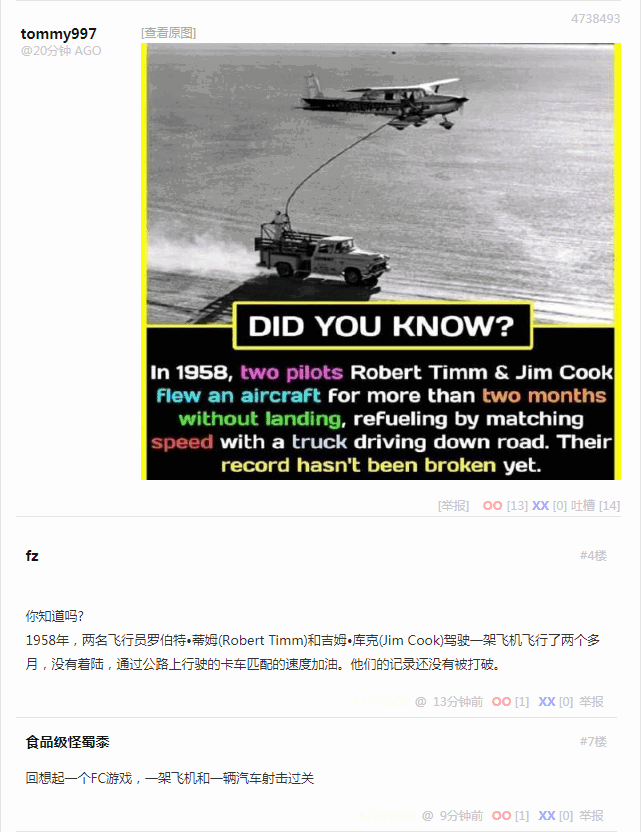 4738493
tommy997
@20分钟 AGO
[查看原图]
DID YOU KNOW?
In 1958, two pilots Robert Timm & Jim Cook
flew an aircraft for more than two months
without landing, refueling by matching
speed with a truck driving down road. Their
record hasn't been broken yet.
[举报] OO [13] XX [0] 吐槽 [14]
fz
#4楼
你知道吗?
1958年，两名飞行员罗伯特•蒂姆(Robert Timm)和吉姆•库克(Jim Cook)驾驶一架飞机飞行了两个多
月，没有着陆，通过公路上行驶的卡车匹配的速度加油。他们的记录还没有被打破。
@ 13分钟前 OO [1] XX [0] 举报
食品级怪蜀黍
#7楼
回想起一个FC游戏，一架飞机和一辆汽车射击过关
@ 9分钟前 OO [1] XX [0] 举报